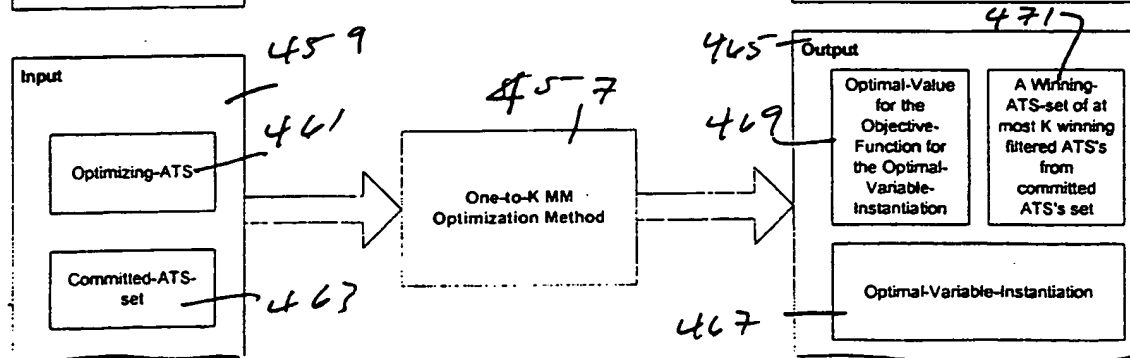 471
465
Output
459
Input
457
Optimal-Value
for the
Objective-
Function for
the Optimal-
Variable-
Instantiation
A Winning-
ATS-set of at
most K winning
filtered ATS's
from
committed
ATS's set
469
461
Optimizing-ATS
One-to-K MM
Optimization Method
Committed-ATS-
set
463
Optimal-Variable-Instantiation
467